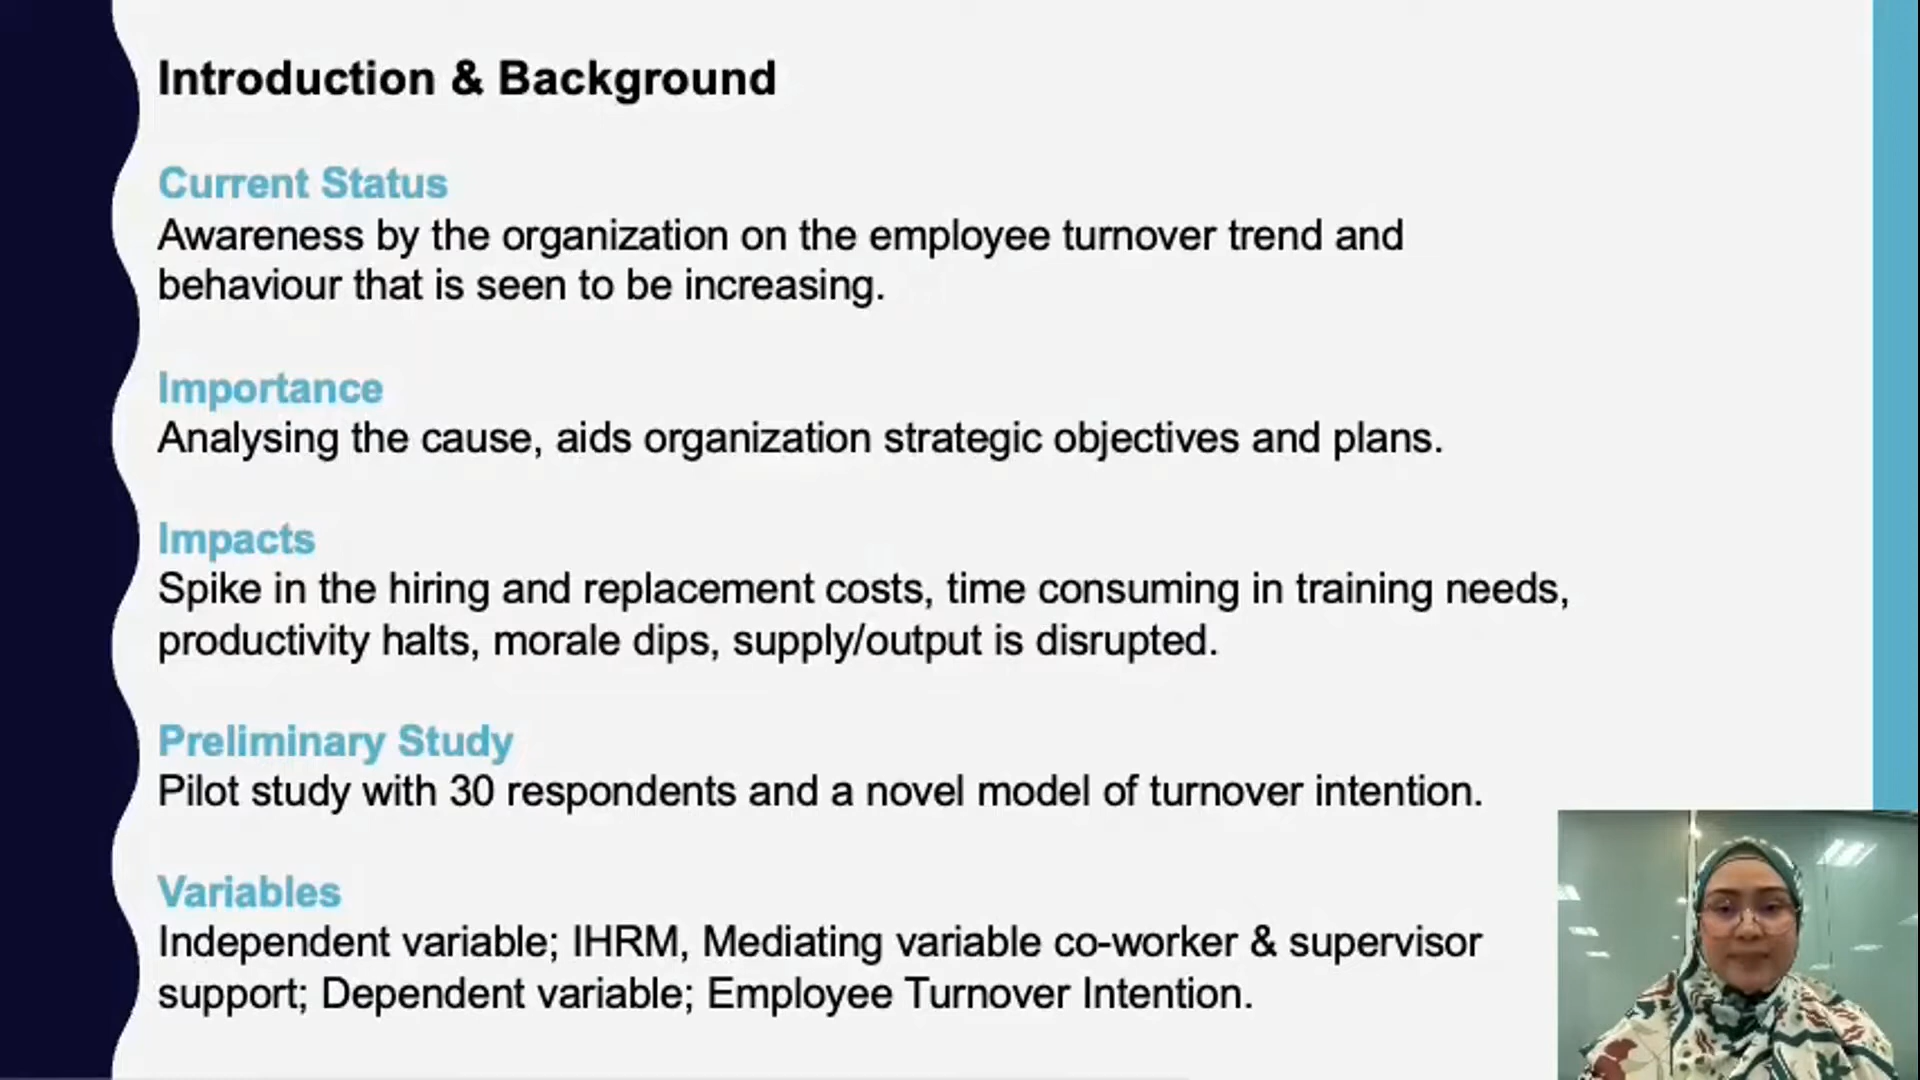 Introduction & Background
Current Status
Awareness by the organization on the employee turnover trend and
behaviour that is seen to be increasing.
Importance
Analysing the cause, aids organization strategic objectives and plans.
Impacts
Spike in the hiring and replacement costs, time consuming in training needs,
productivity halts, morale dips, supply/output is disrupted.
Preliminary Study
Pilot study with 30 respondents and a novel model of turnover intention.
Variables
Independent variable; IHRM, Mediating variable co-worker & supervisor
support; Dependent variable; Employee Turnover Intention.